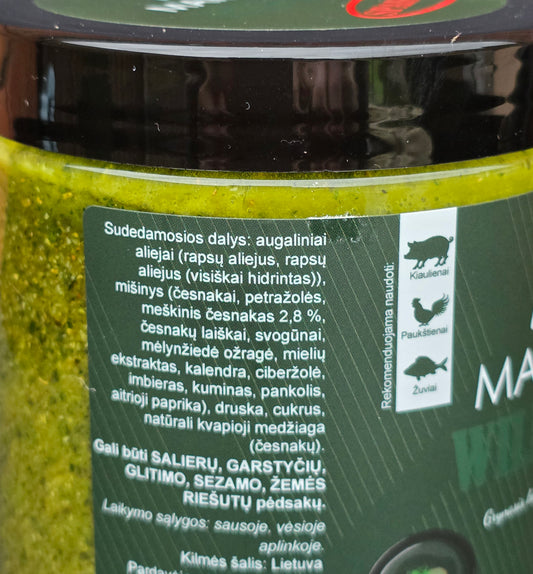 Sudedamosios dalys: augaliniai
aliejai (rapsų aliejus, rapsų
aliejus (visiškai hidrintas)),
mišinys (česnakai, petražolės,
meškinis česnakas 2,8 %,
česnakų laiškai, svogūnai,
mėlynžiedė ožragė, mielių
ekstraktas, kalendra, ciberžolė,
imbieras, kuminas, pankolis,
aitrioji paprika), druska, cukrus,
natūrali kvapioji medžiaga
(česnakų).
Gali būti SALIERŲ, GARSTYČIŲ,
GLITIMO, SEZAMO, ŽEMĖS
RIEŠUTŲ pėdsakų.
Laikymo sąlygos: sausoje, vėsioje
aplinkoje.
Kilmės šalis: Lietuva
Rekomenduojama naudoti:
Kiaulienai
Paukštienai
Žuviai
MA
WI